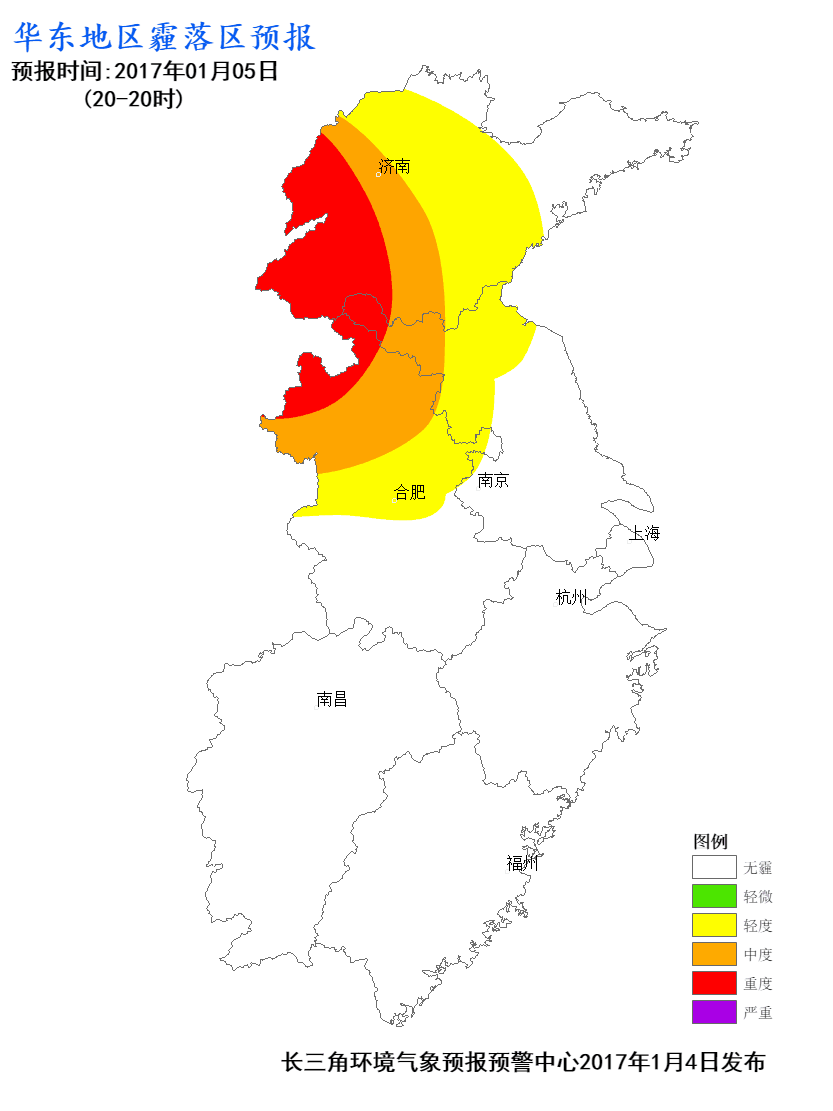 华东地区霾落区预报
预报时间:2017年01月05日
(20-20时)
济南
合肥
南京
上海
杭州
南昌
福州
图例
无霾
轻微
轻度
中度
重度
严重
长三角环境气象预报预警中心2017年1月4日发布